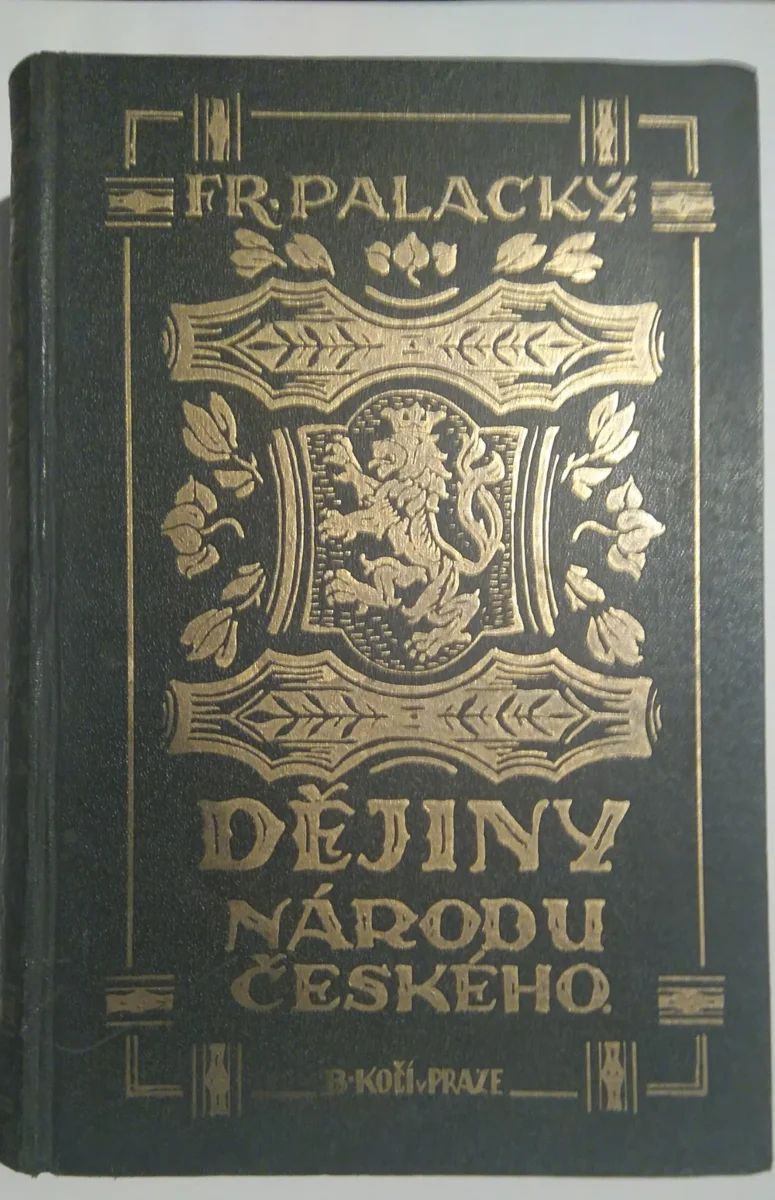 FR. PALACKÝ:
DĚJINY
NÁRODU
ČESKÉHO.
B. KOČÍ V PRAZE